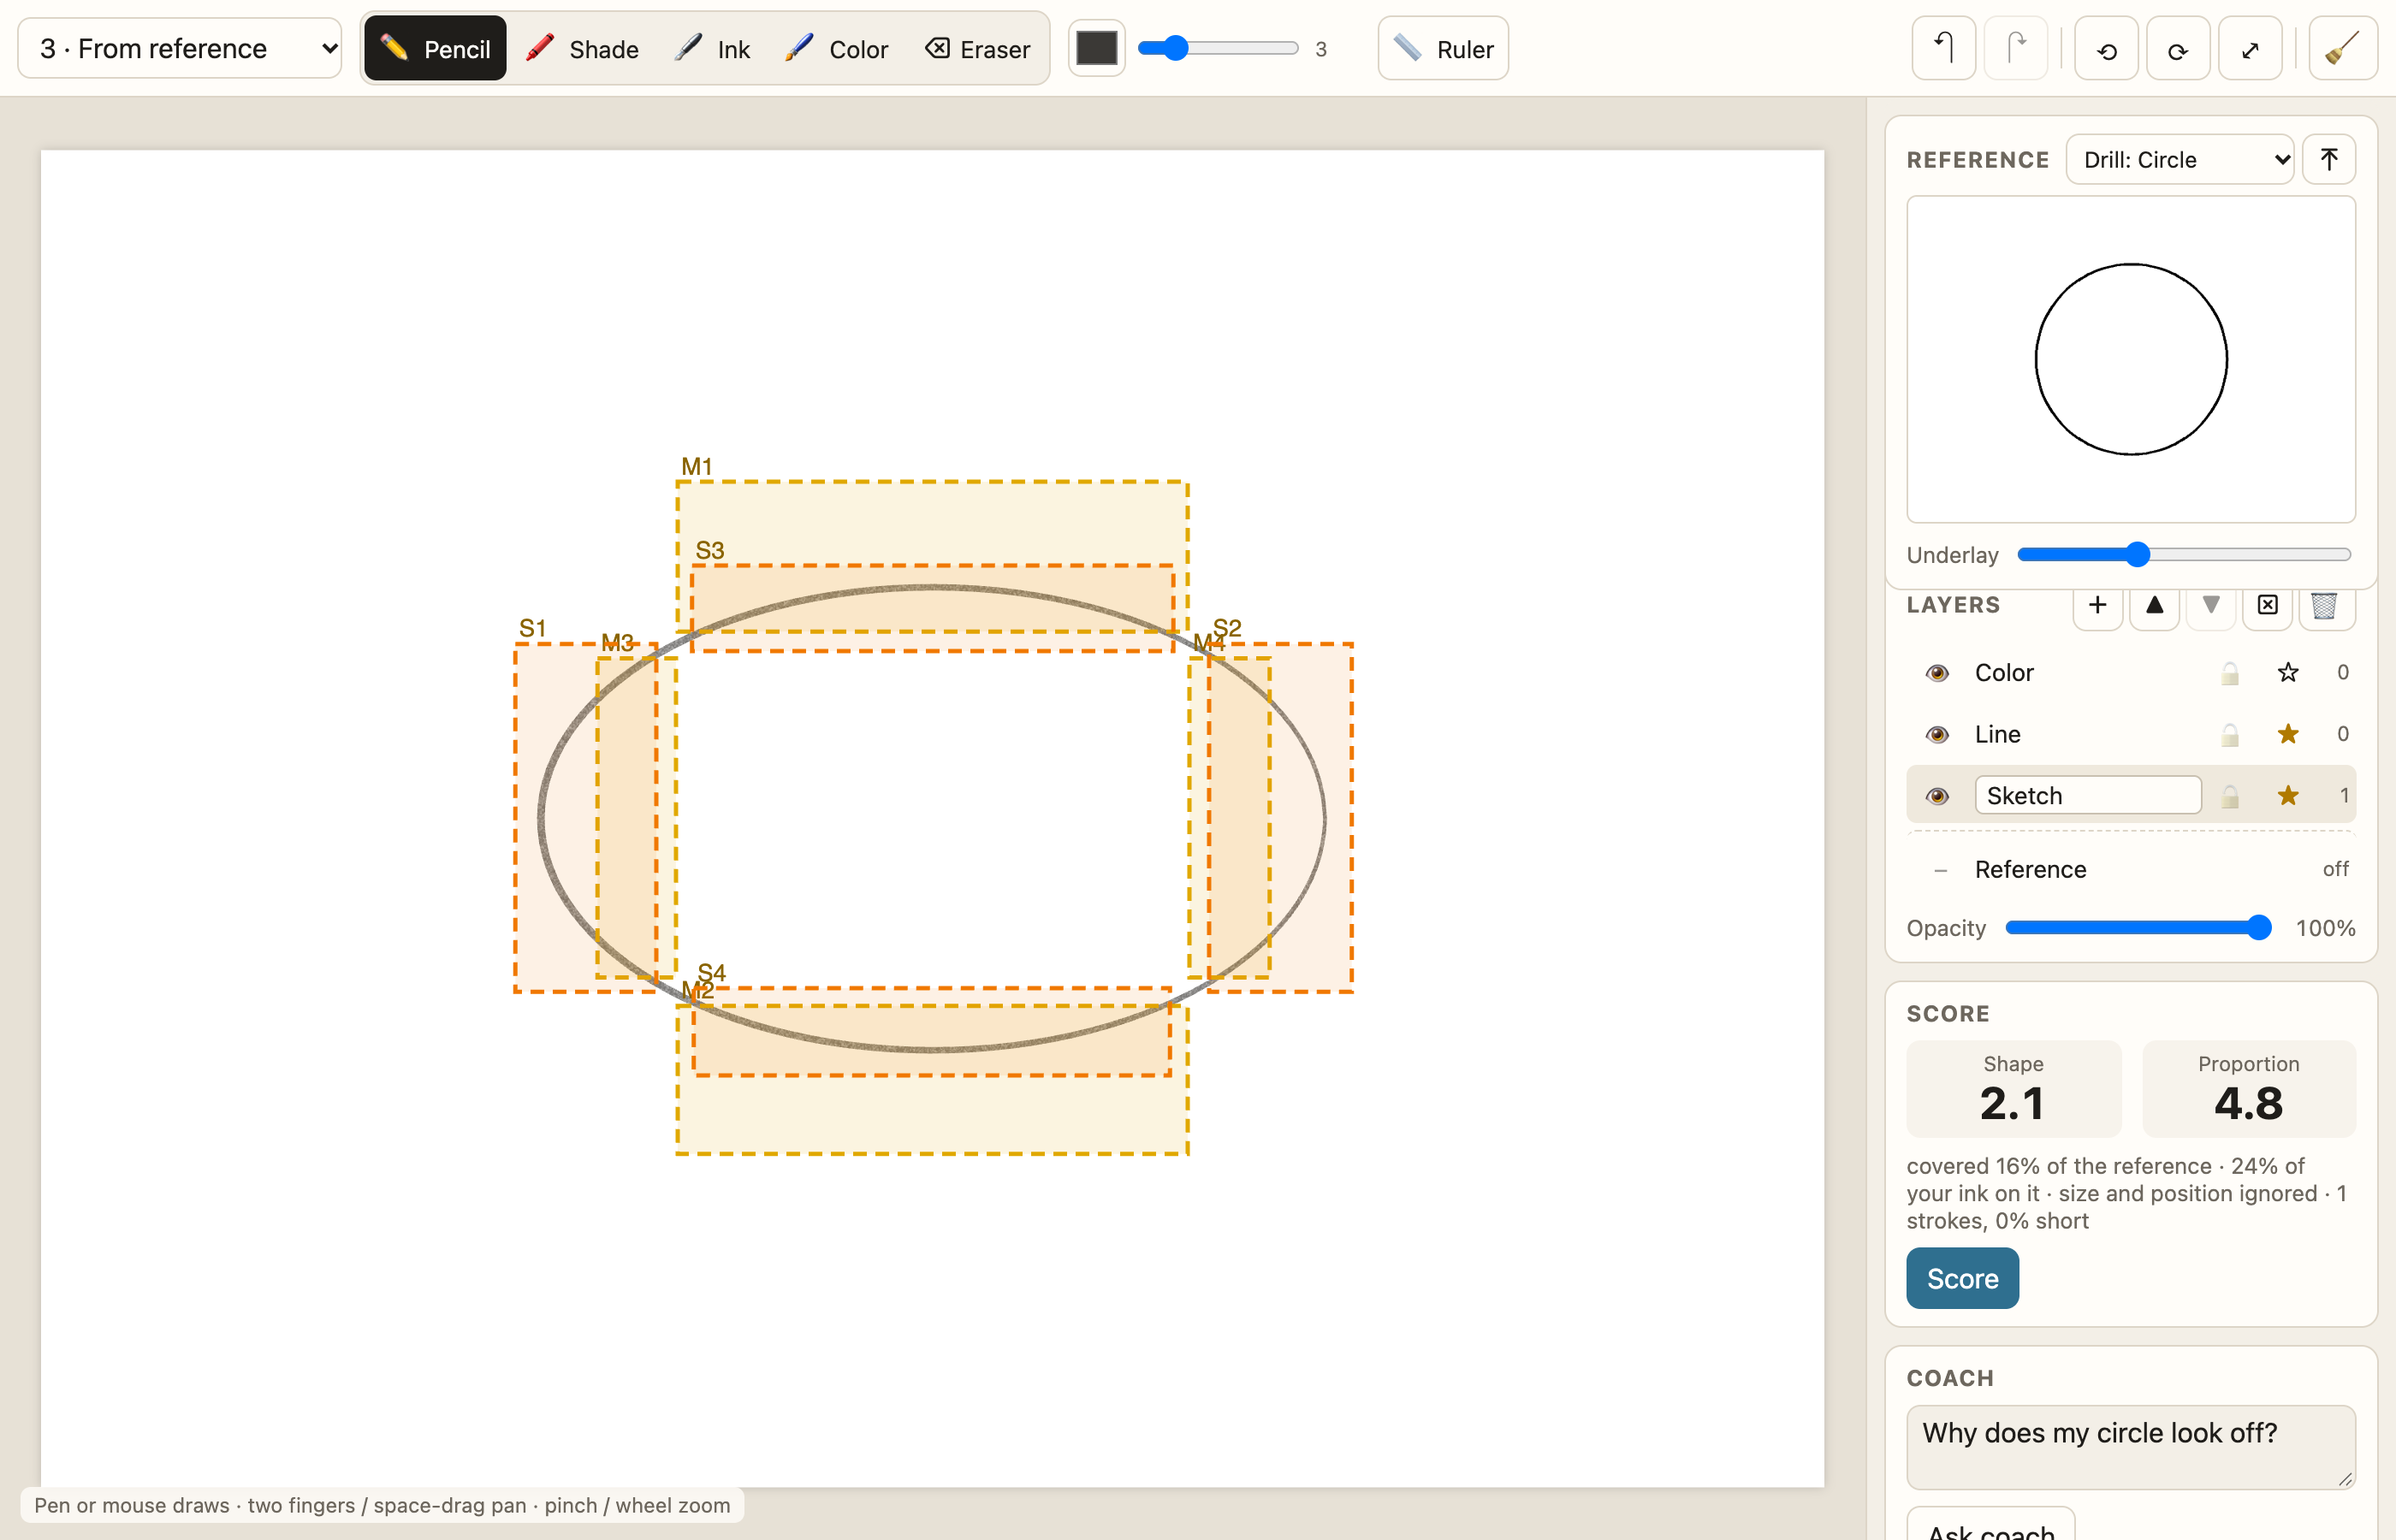 3 · From reference
Pencil
Shade
Ink
Color
Eraser
3
Ruler
REFERENCE
Drill: Circle
Underlay
LAYERS
Color
0
Line
0
Sketch
1
Reference
off
Opacity
100%
SCORE
Shape
2.1
Proportion
4.8
covered 16% of the reference · 24% of
your ink on it · size and position ignored · 1
strokes, 0% short
Score
COACH
Why does my circle look off?
Ask coach
M1
S3
S1
M3
S2
M4
S4
M2
Pen or mouse draws · two fingers / space-drag pan · pinch / wheel zoom